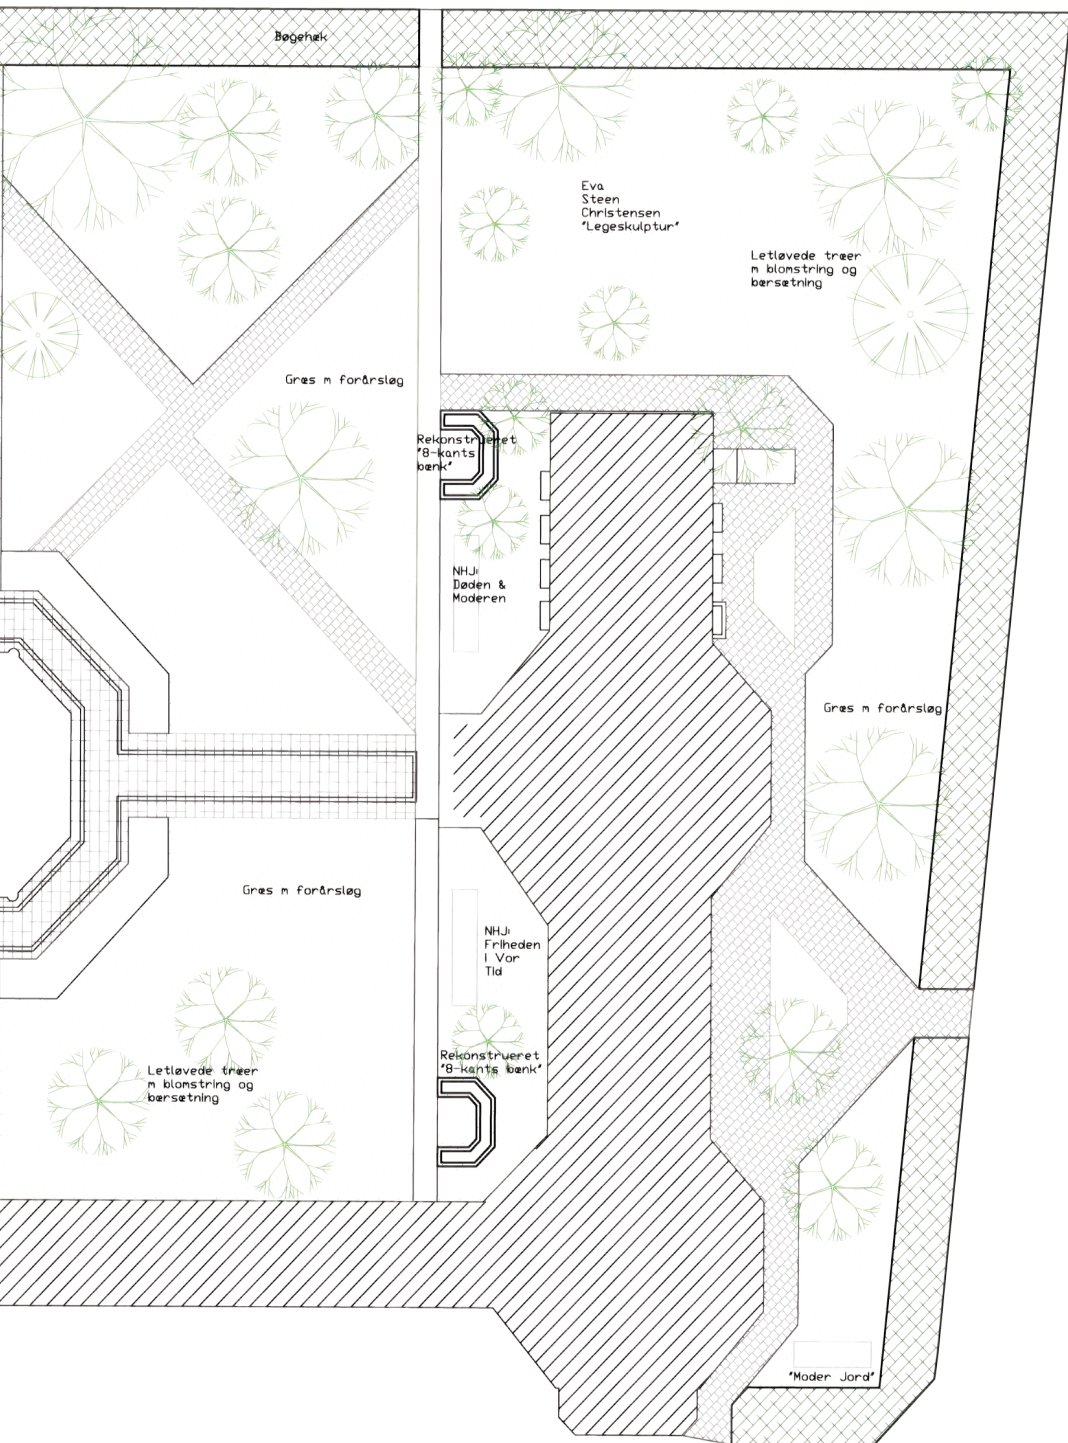 Bøgehæk
Eva
Steen
Christensen
"Legeskulptur"
Letløvede træer
m blomstring og
bærsætning
Græs m forårsløg
Rekonstrueret
"8-kants
bænk"
NHJ:
Døden &
Moderen
Græs m forårsløg
Græs m forårsløg
NHJ:
Friheden
I Vor
Tid
Rekonstrueret
"8-kants bænk"
Letløvede træer
m blomstring og
bærsætning
"Moder Jord"